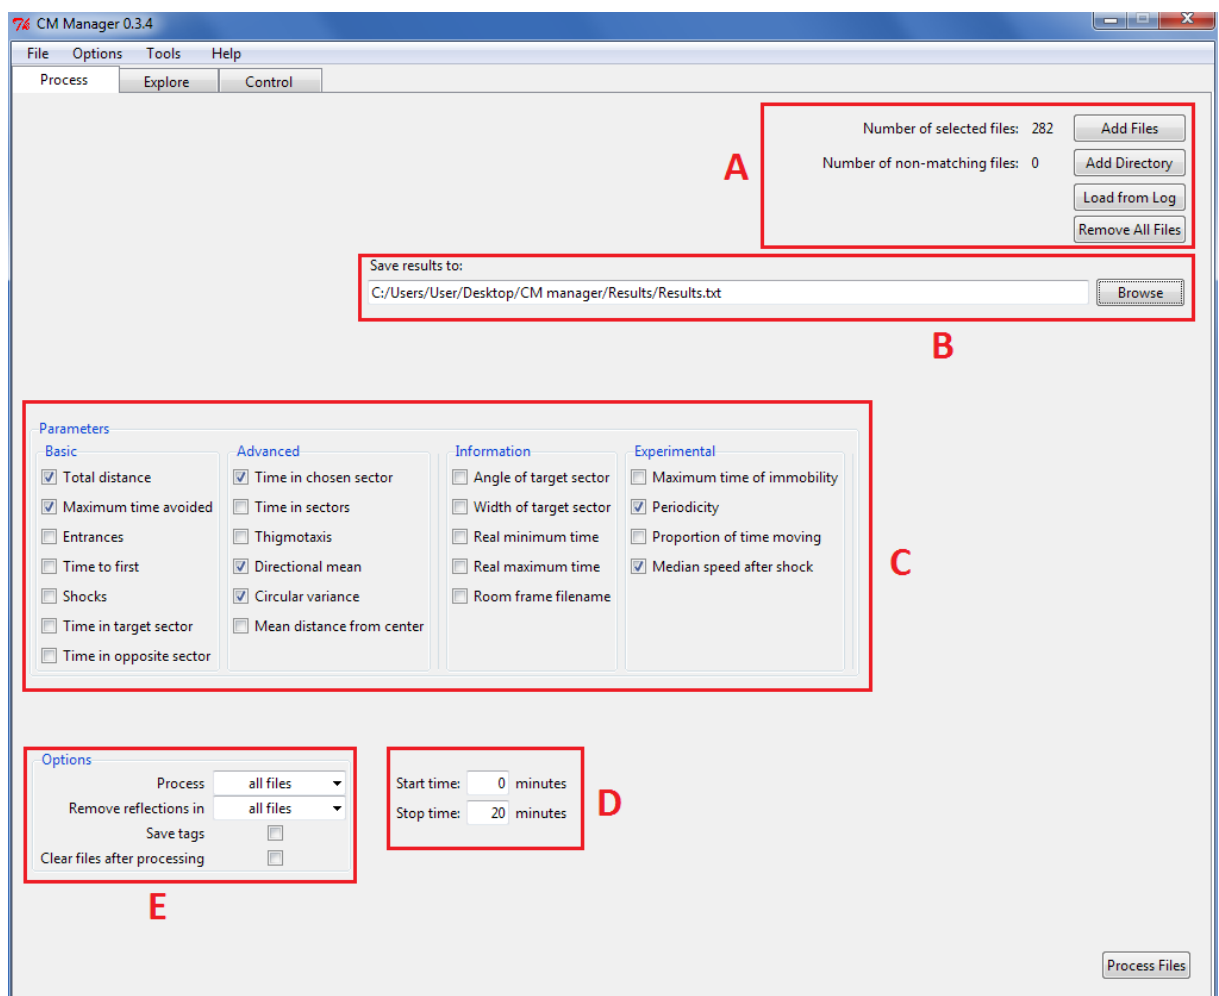 CM Manager 0.3.4
File Options Tools Help
Process Explore Control
Number of selected files: 282 Add Files
A
Number of non-matching files: 0 Add Directory
Load from Log
Remove All Files
Save results to:
C:/Users/User/Desktop/CM manager/Results/Results.txt Browse
B
Parameters
Basic
Total distance
Maximum time avoided
Entrances
Time to first
Shocks
Time in target sector
Time in opposite sector
Advanced
Time in chosen sector
Time in sectors
Thigmotaxis
Directional mean
Circular variance
Mean distance from center
Information
Angle of target sector
Width of target sector
Real minimum time
Real maximum time
Room frame filename
Experimental
Maximum time of immobility
Periodicity
Proportion of time moving
Median speed after shock
C
Options
Process all files
Remove reflections in all files
Save tags
Clear files after processing
E
Start time: 0 minutes
Stop time: 20 minutes
D
Process Files